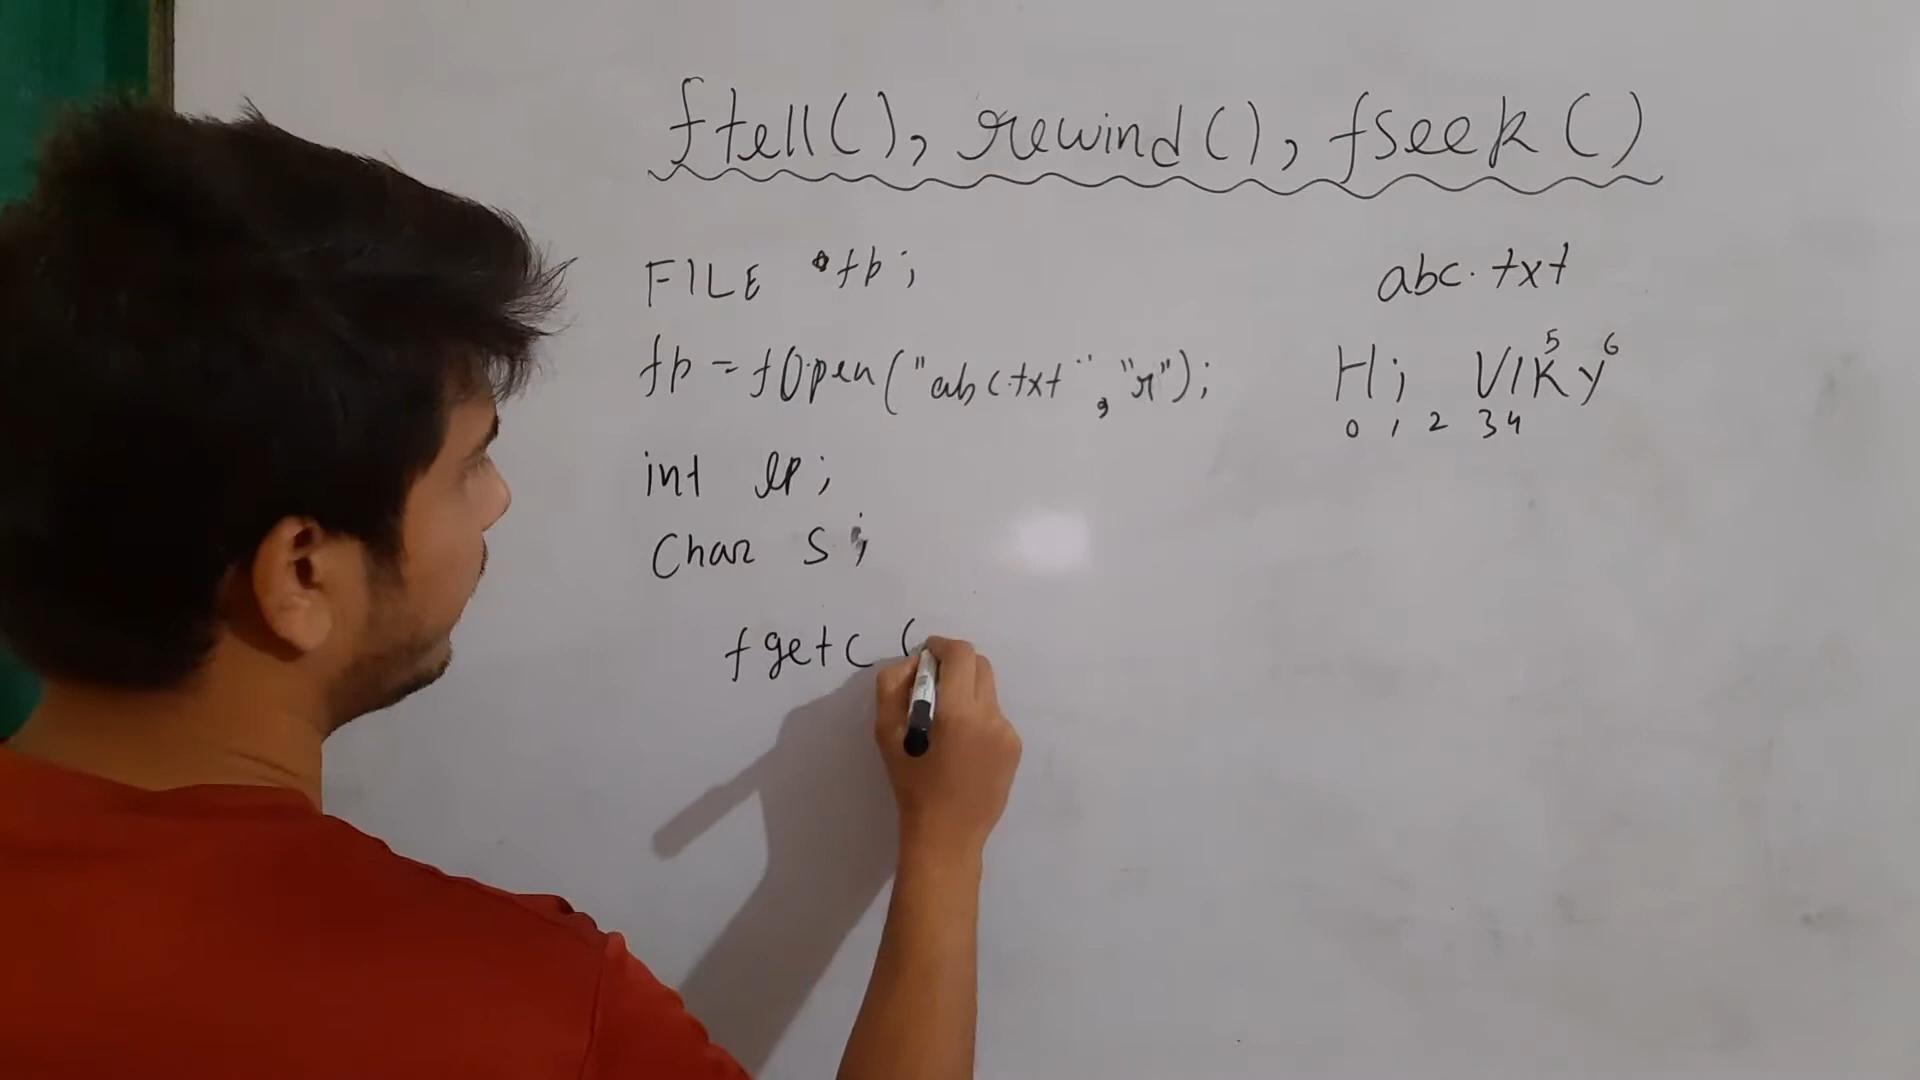 ftell(), rewind(), fseek()
FILE *fp;
fp = fopen("abc.txt", "r");
int lp;
Char S;
fgetc (
abc.txt
Hi VIKY
0 1 2 3 4 5 6